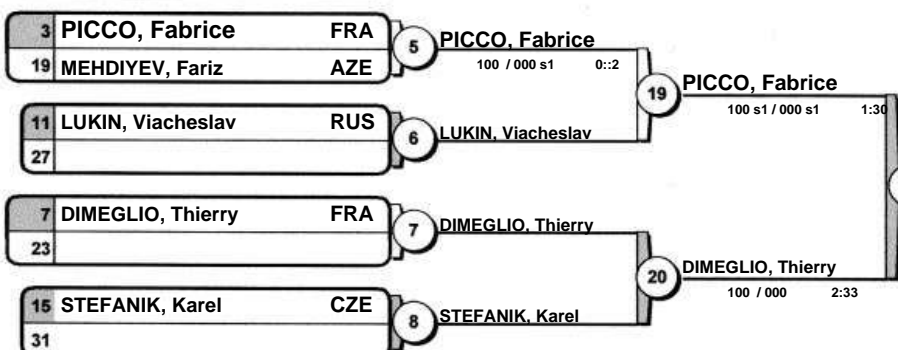 3 PICCO, Fabrice FRA
19 MEHDIYEV, Fariz AZE
5
PICCO, Fabrice
100 / 000 s1 0::2
11 LUKIN, Viacheslav RUS
27
6
LUKIN, Viacheslav
19
PICCO, Fabrice
100 s1 / 000 s1 1:30
7 DIMEGLIO, Thierry FRA
23
7
DIMEGLIO, Thierry
15 STEFANIK, Karel CZE
31
8
STEFANIK, Karel
20
DIMEGLIO, Thierry
100 / 000 2:33